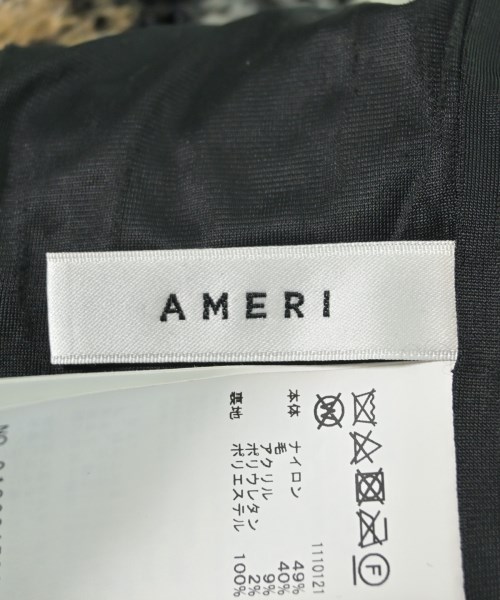 AMERI
W
F
1110121
本体 ナイロン 49%
毛 40%
アクリル 9%
ポリウレタン 2%
裏地 ポリエステル 100%